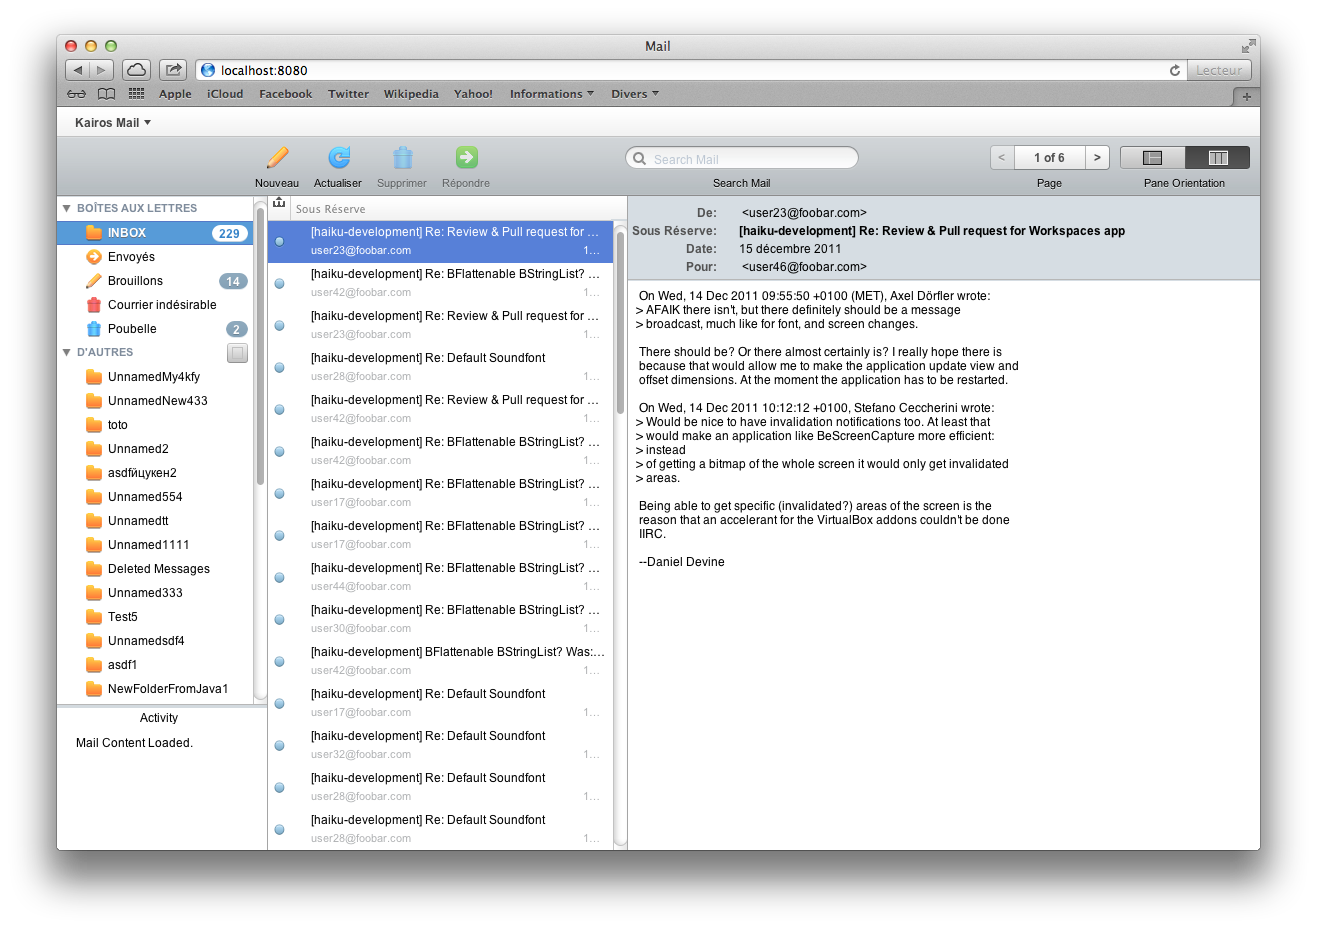 Mail
localhost:8080
Lecteur
Apple iCloud Facebook Twitter Wikipedia Yahoo! Informations Divers
Kairos Mail
Nouveau Actualiser Supprimer Répondre
Search Mail
Search Mail
< 1 of 6 >
Page
Pane Orientation
BOÎTES AUX LETTRES
INBOX 229
Envoyés
Brouillons 14
Courrier indésirable
Poubelle 2
D'AUTRES
UnnamedMy4kfy
UnnamedNew433
toto
Unnamed2
asdfйцукен2
Unnamed554
Unnamedtt
Unnamed1111
Deleted Messages
Unnamed333
Test5
Unnamedsdf4
asdf1
NewFolderFromJava1
Activity
Mail Content Loaded.
Sous Réserve
[haiku-development] Re: Review & Pull request for ...
user23@foobar.com 1...
[haiku-development] Re: BFlattenable BStringList? ...
user42@foobar.com 1...
[haiku-development] Re: Review & Pull request for ...
user23@foobar.com 1...
[haiku-development] Re: Default Soundfont
user28@foobar.com 1...
[haiku-development] Re: Review & Pull request for ...
user42@foobar.com 1...
[haiku-development] Re: BFlattenable BStringList? ...
user42@foobar.com 1...
[haiku-development] Re: BFlattenable BStringList? ...
user17@foobar.com 1...
[haiku-development] Re: BFlattenable BStringList? ...
user17@foobar.com 1...
[haiku-development] Re: BFlattenable BStringList? ...
user44@foobar.com 1...
[haiku-development] Re: BFlattenable BStringList? ...
user30@foobar.com 1...
[haiku-development] BFlattenable BStringList? Was:...
user42@foobar.com 1...
[haiku-development] Re: Default Soundfont
user17@foobar.com 1...
[haiku-development] Re: Default Soundfont
user32@foobar.com 1...
[haiku-development] Re: Default Soundfont
user28@foobar.com 1...
[haiku-development] Re: Default Soundfont
user28@foobar.com 1...
De: <user23@foobar.com>
Sous Réserve: [haiku-development] Re: Review & Pull request for Workspaces app
Date: 15 décembre 2011
Pour: <user46@foobar.com>
On Wed, 14 Dec 2011 09:55:50 +0100 (MET), Axel Dörfler wrote:
> AFAIK there isn't, but there definitely should be a message
> broadcast, much like for font, and screen changes.
There should be? Or there almost certainly is? I really hope there is
because that would allow me to make the application update view and
offset dimensions. At the moment the application has to be restarted.
On Wed, 14 Dec 2011 10:12:12 +0100, Stefano Ceccherini wrote:
> Would be nice to have invalidation notifications too. At least that
> would make an application like BeScreenCapture more efficient:
> instead
> of getting a bitmap of the whole screen it would only get invalidated
> areas.
Being able to get specific (invalidated?) areas of the screen is the
reason that an accelerant for the VirtualBox addons couldn't be done
IIRC.
--Daniel Devine